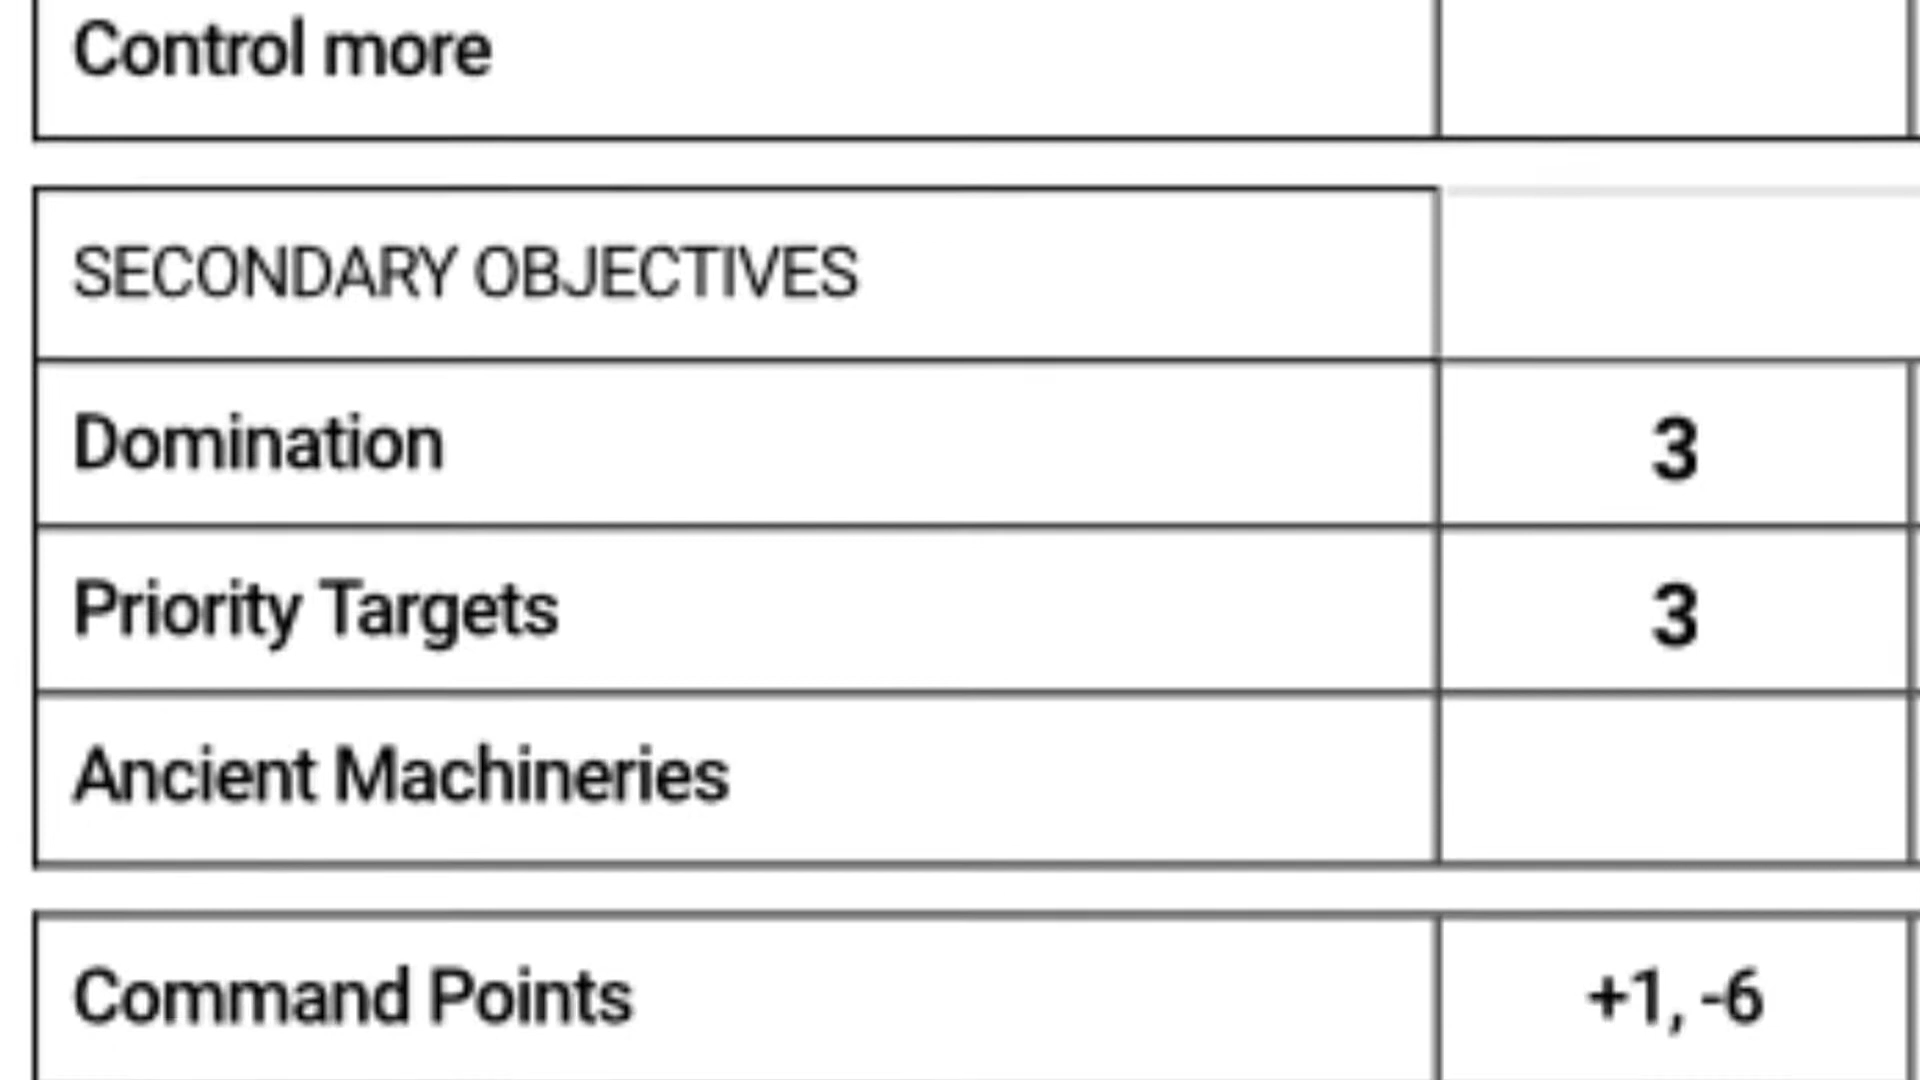 Control more
SECONDARY OBJECTIVES
Domination 3
Priority Targets 3
Ancient Machineries
Command Points +1, -6